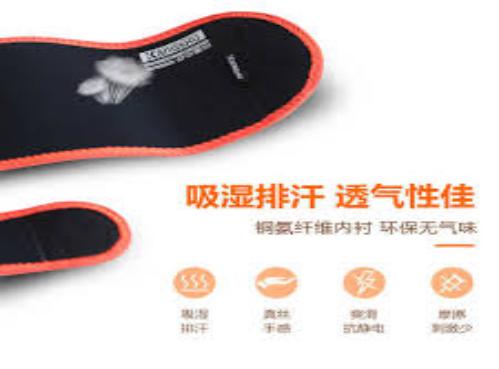 吸湿排汗 透气性佳
铜氨纤维内衬 环保无气味
吸湿
排汗
真丝
手感
爽滑
抗静电
摩擦
刺激少